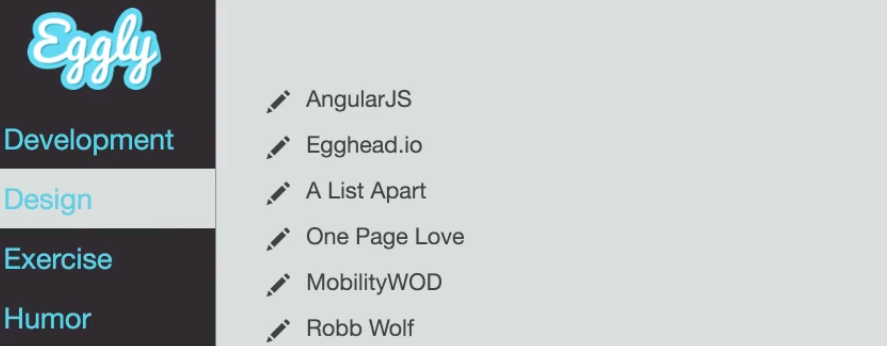 Eggly
Development
Design
Exercise
Humor
AngularJS
Egghead.io
A List Apart
One Page Love
MobilityWOD
Robb Wolf